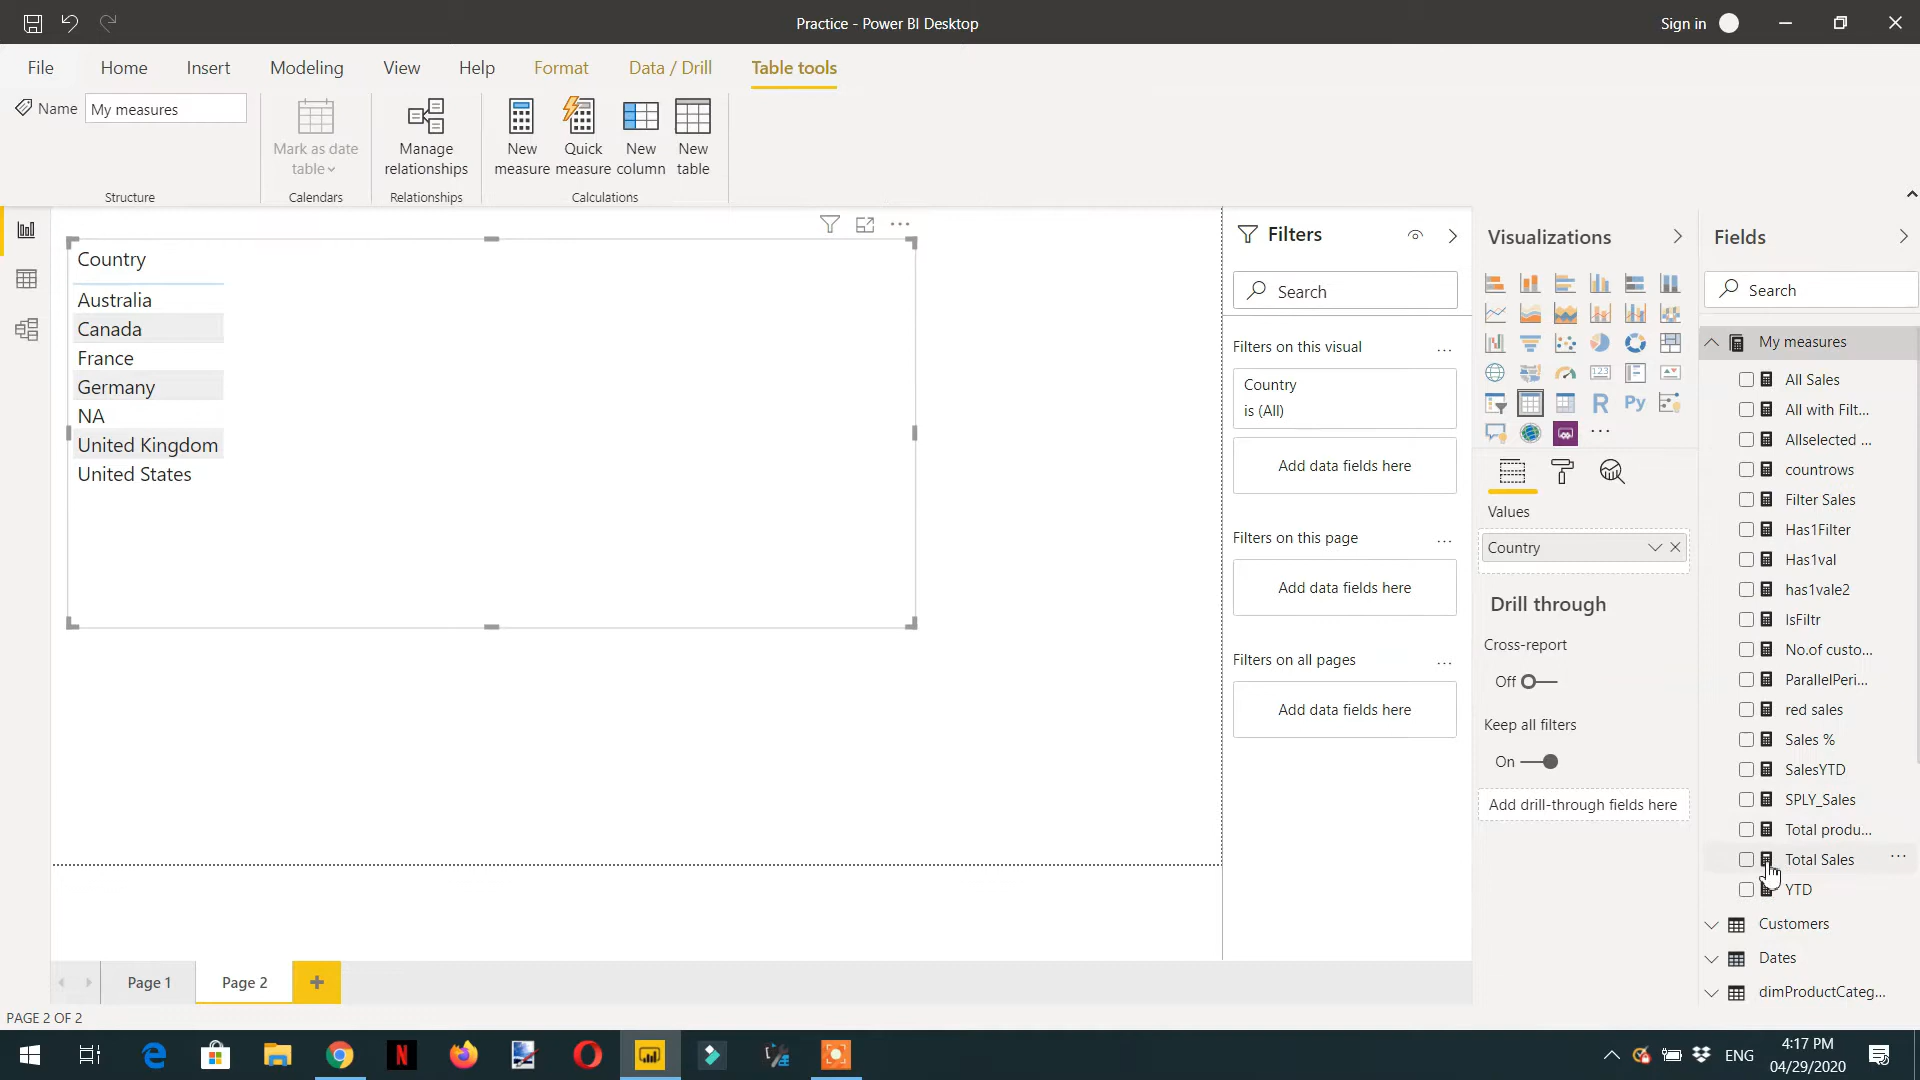 Practice - Power BI Desktop
Sign in
File
Home
Insert
Modeling
View
Help
Format
Data / Drill
Table tools
Name
My measures
Mark as date
table
Manage
relationships
New
measure
Quick
measure
New
column
New
table
Structure
Calendars
Relationships
Calculations
Country
Australia
Canada
France
Germany
NA
United Kingdom
United States
Filters
Search
Filters on this visual
...
Country
is (All)
Add data fields here
Filters on this page
...
Add data fields here
Filters on all pages
...
Add data fields here
Visualizations
123
R
Py
...
Values
Country
Drill through
Cross-report
Off
Keep all filters
On
Add drill-through fields here
Fields
Search
My measures
All Sales
All with Filt...
Allselected ...
countrows
Filter Sales
Has1Filter
Has1val
has1vale2
IsFiltr
No.of custo...
ParallelPeri...
red sales
Sales %
SalesYTD
SPLY_Sales
Total produ...
Total Sales
YTD
Customers
Dates
dimProductCateg...
Page 1
Page 2
PAGE 2 OF 2
ENG
4:17 PM
04/29/2020